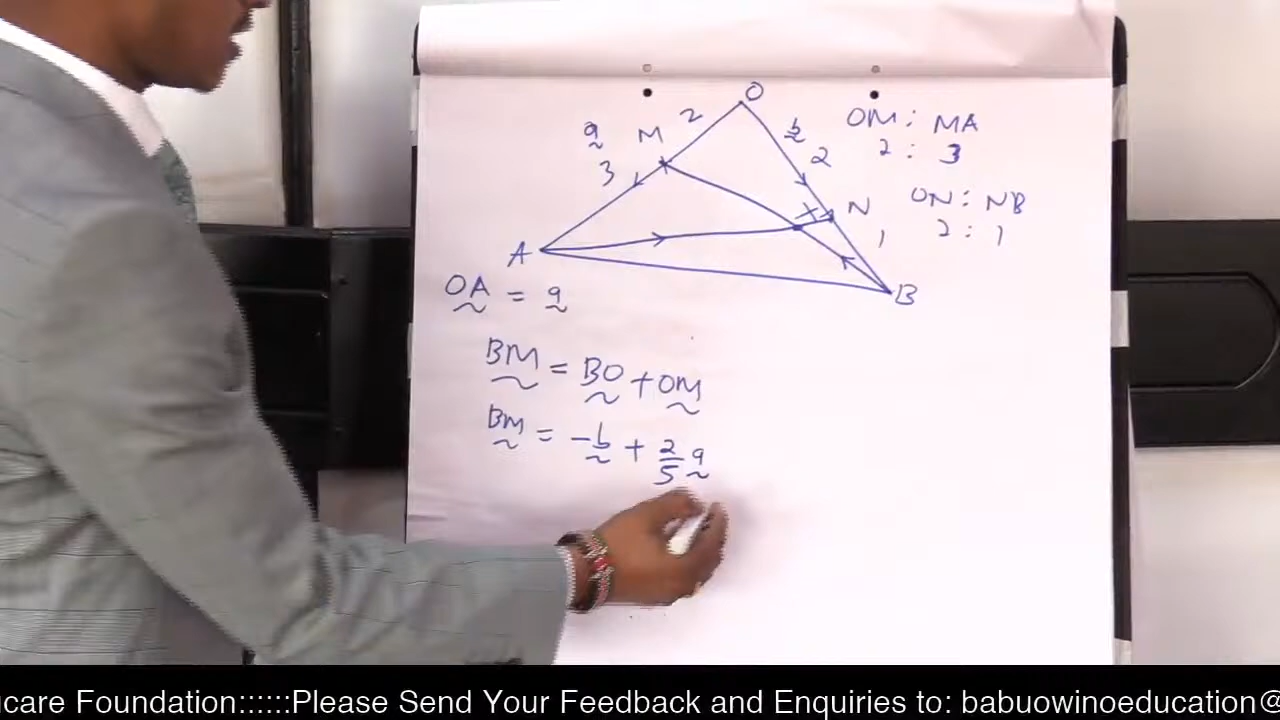 O
a
M
2
b
2
3
OM : MA
2 : 3
X
N
ON : NB
2 : 1
1
A
B
OA = a
BM = BO + OM
BM = -b + 2/5 a
care Foundation::::::Please Send Your Feedback and Enquiries to: babuowinoeducation@